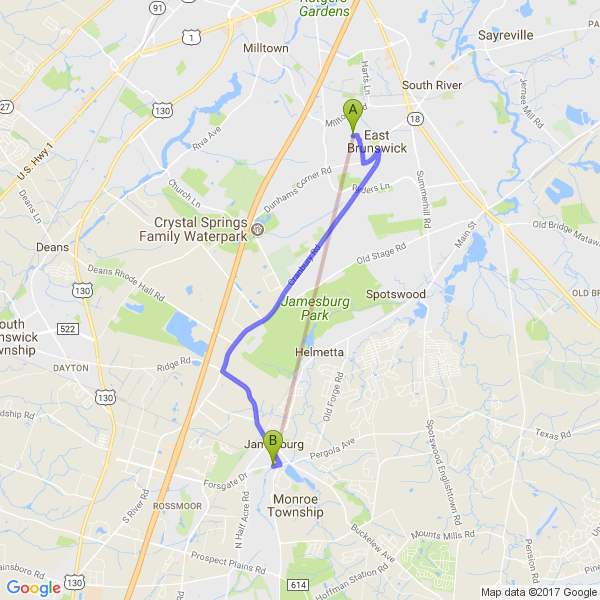 Rutgers
Gardens
91
Sayreville
1
Milltown
Harts Ln
PA
South River
130
27
A
Milltown Rd
18
Jernee Mill Rd
U.S. Hwy 1
Riva Ave
East
Brunswick
Dunhams Corner Rd
Riders Ln
Church Ln
Summerhill Rd
Deans Ln
Crystal Springs
Family Waterpark
Main St
Old Bridge Matawan
Deans
Old Stage Rd
Cranbury Rd
Deans Rhode Hall Rd
130
Spotswood
OLD B
Jamesburg
Park
South
nswick
wnship
522
Helmetta
Ridge Rd
DAYTON
130
Old Forge Rd
dship Rd
Texas Rd
B
Jamesburg
Pergola Ave
Spotswood Englishtown Rd
Forsgate Dr
S River Rd
ROSSMOOR
N Half Acre Rd
Monroe
Township
Buckelew Ave
Mounts Mills Rd
Pension Rd
Prospect Plains Rd
ainsboro Rd
130
614
Hoffman Station Rd
Google
Map data ©2017 Google